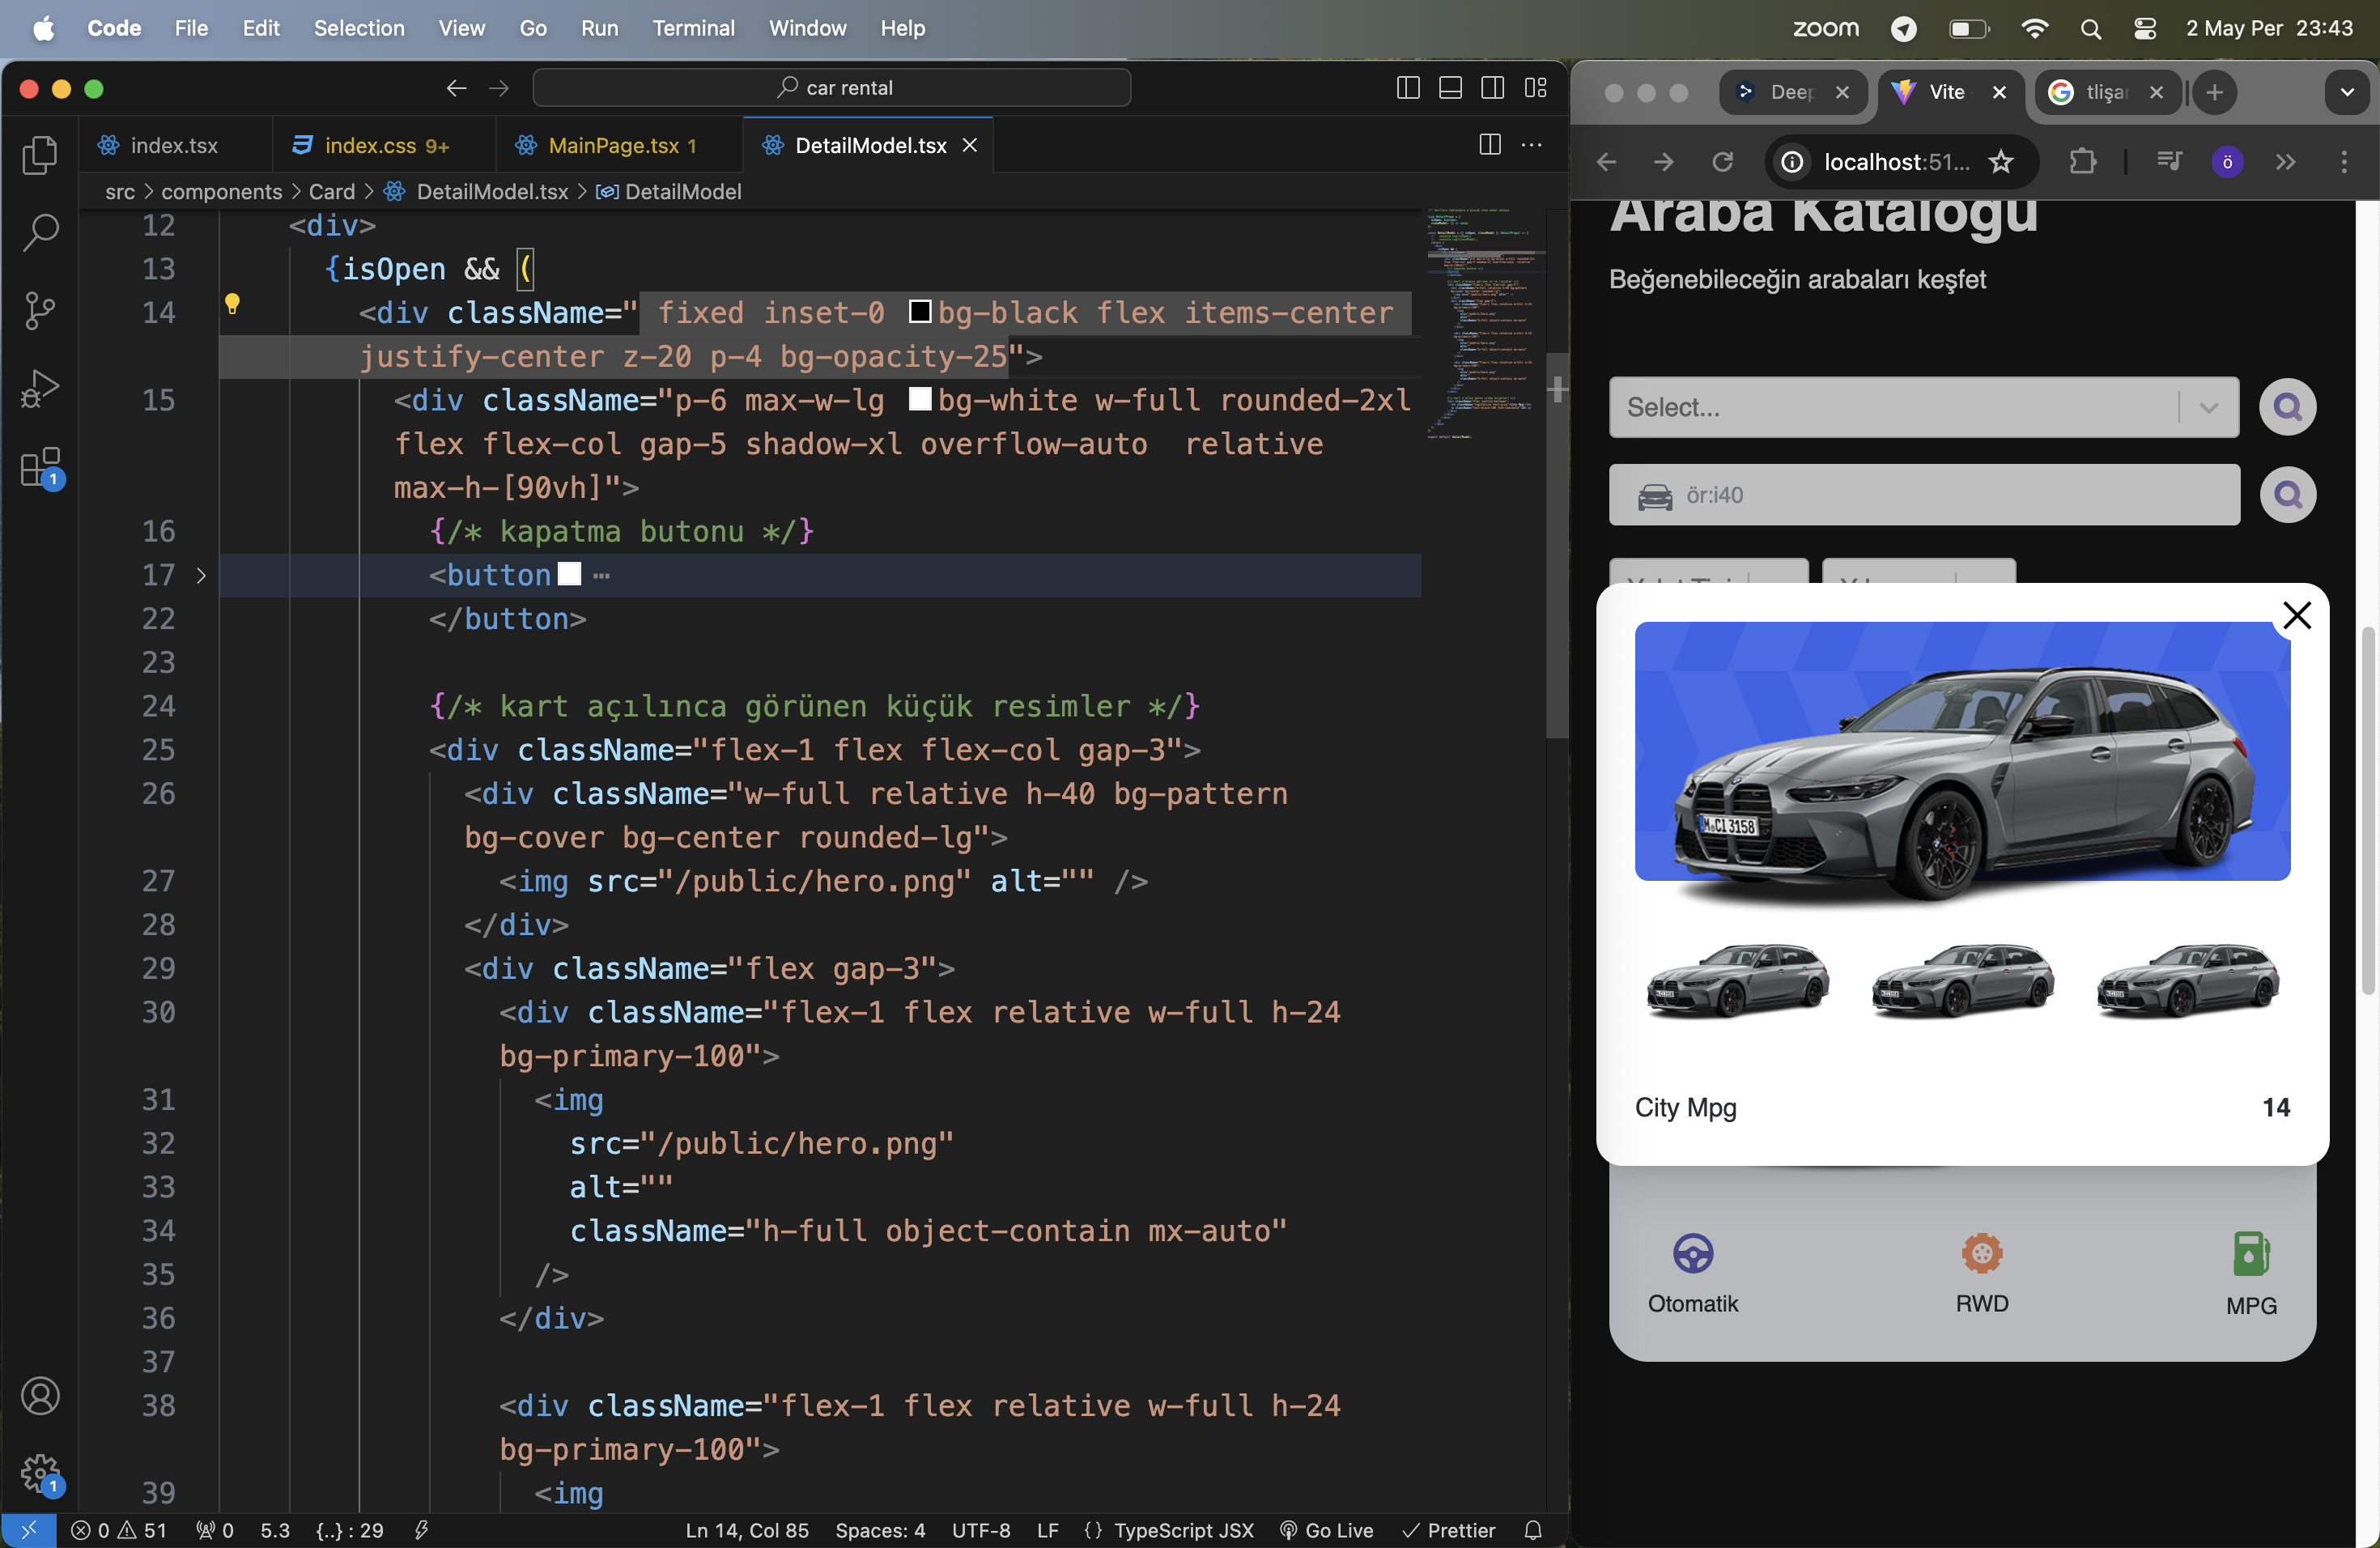 Code File Edit Selection View Go Run Terminal Window Help
zoom 2 May Per 23:43
car rental
index.tsx index.css 9+ MainPage.tsx 1 DetailModel.tsx
src > components > Card > DetailModel.tsx > DetailModel
12 <div>
13 {isOpen && (
14 <div className=" fixed inset-0 bg-black flex items-center
justify-center z-20 p-4 bg-opacity-25">
15 <div className="p-6 max-w-lg bg-white w-full rounded-2xl
flex flex-col gap-5 shadow-xl overflow-auto  relative
max-h-[90vh]">
16 {/* kapatma butonu */}
17 <button …
22 </button>
23
24 {/* kart açılınca görünen küçük resimler */}
25 <div className="flex-1 flex flex-col gap-3">
26 <div className="w-full relative h-40 bg-pattern
bg-cover bg-center rounded-lg">
27 <img src="/public/hero.png" alt="" />
28 </div>
29 <div className="flex gap-3">
30 <div className="flex-1 flex relative w-full h-24
bg-primary-100">
31 <img
32 src="/public/hero.png"
33 alt=""
34 className="h-full object-contain mx-auto"
35 />
36 </div>
37
38 <div className="flex-1 flex relative w-full h-24
bg-primary-100">
39 <img
1
1
0 51 0 5.3 {..} : 29 Ln 14, Col 85 Spaces: 4 UTF-8 LF {} TypeScript JSX Go Live Prettier
Deep Vite tlişar
localhost:51... ö
Araba Kataloğu
Beğenebileceğin arabaları keşfet
Select...
ör:i40
M CI 3158
City Mpg 14
Otomatik RWD MPG